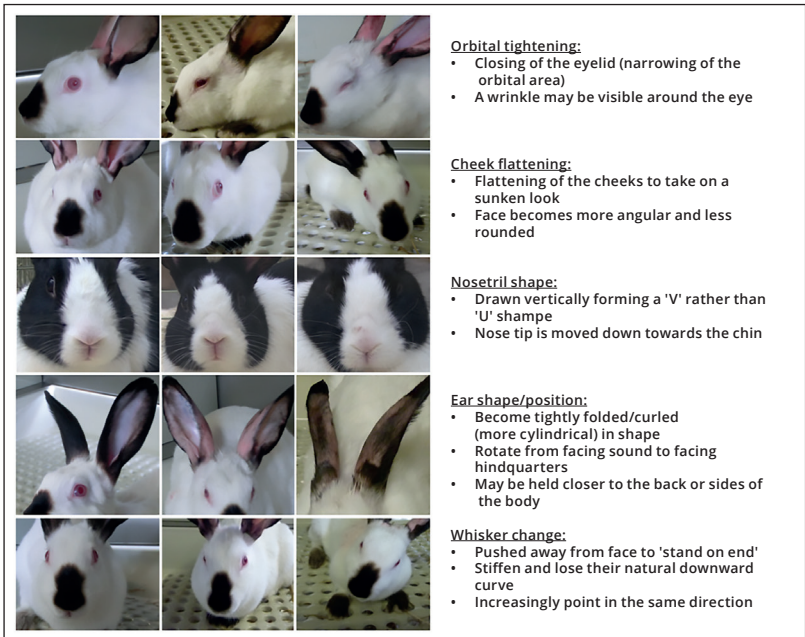 Orbital tightening:
• Closing of the eyelid (narrowing of the
orbital area)
• A wrinkle may be visible around the eye
Cheek flattening:
• Flattening of the cheeks to take on a
sunken look
• Face becomes more angular and less
rounded
Nosetril shape:
• Drawn vertically forming a 'V' rather than
'U' shampe
• Nose tip is moved down towards the chin
Ear shape/position:
• Become tightly folded/curled
(more cylindrical) in shape
• Rotate from facing sound to facing
hindquarters
• May be held closer to the back or sides of
the body
Whisker change:
• Pushed away from face to 'stand on end'
• Stiffen and lose their natural downward
curve
• Increasingly point in the same direction